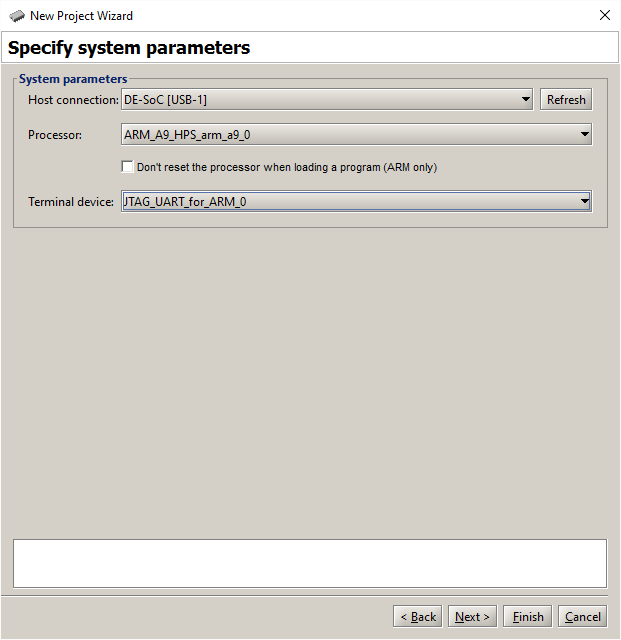 New Project Wizard
Specify system parameters
System parameters
Host connection: DE-SoC [USB-1] Refresh
Processor: ARM_A9_HPS_arm_a9_0
Don't reset the processor when loading a program (ARM only)
Terminal device: JTAG_UART_for_ARM_0
< Back Next > Finish Cancel